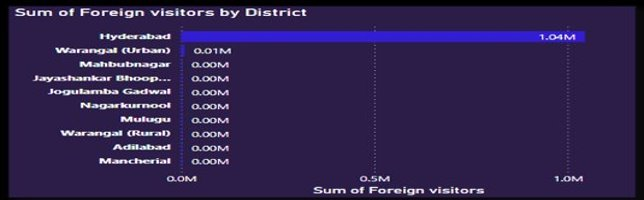 Sum of Foreign visitors by District
Hyderabad 1.04M
Warangal (Urban) 0.01M
Mahbubnagar 0.00M
Jayashankar Bhoop... 0.00M
Jogulamba Gadwal 0.00M
Nagarkurnool 0.00M
Mulugu 0.00M
Warangal (Rural) 0.00M
Adilabad 0.00M
Mancherial 0.00M
0.0M 0.5M 1.0M
Sum of Foreign visitors